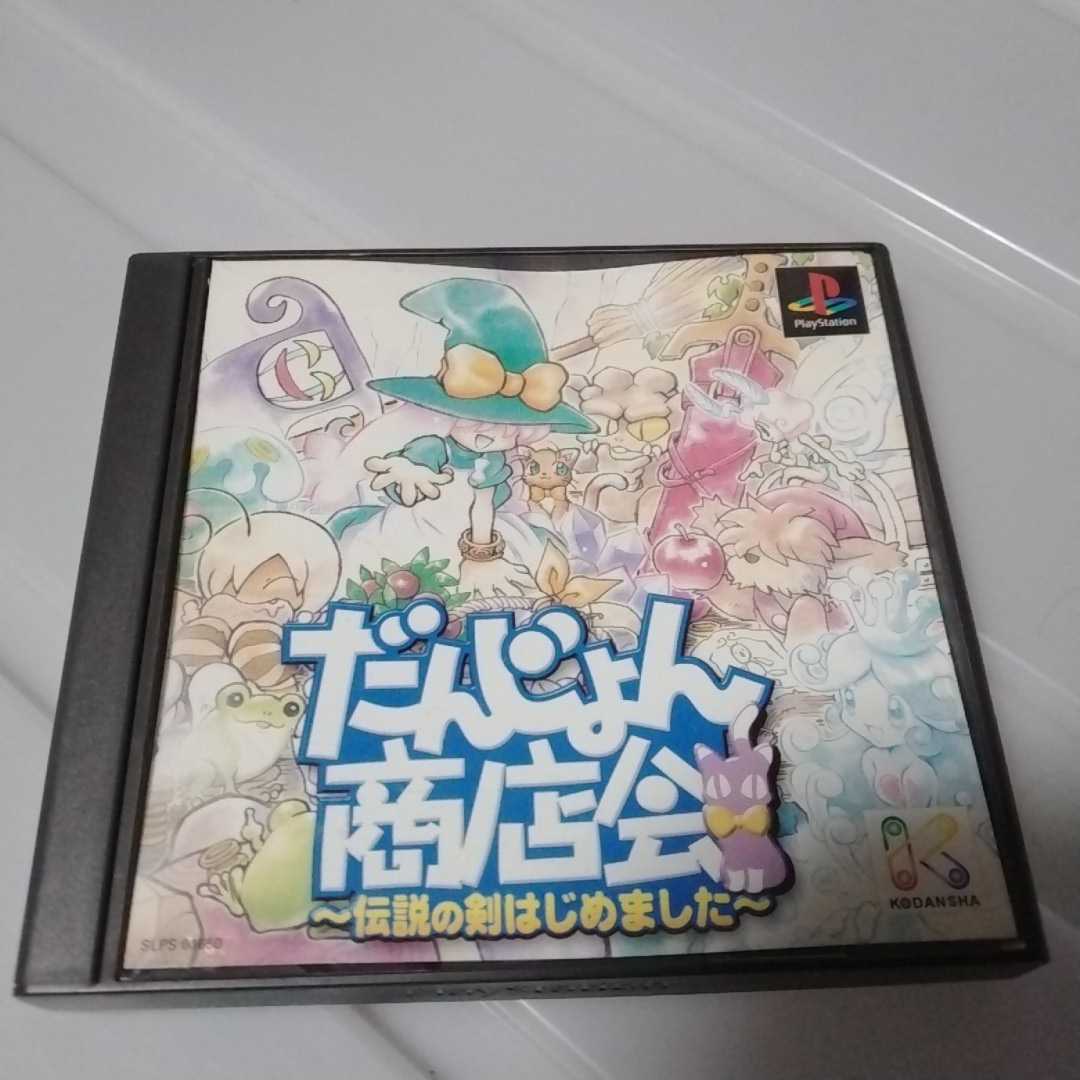 PlayStation
だんじょん
商店会
～伝説の剣はじめました～
KODANSHA
SLPS